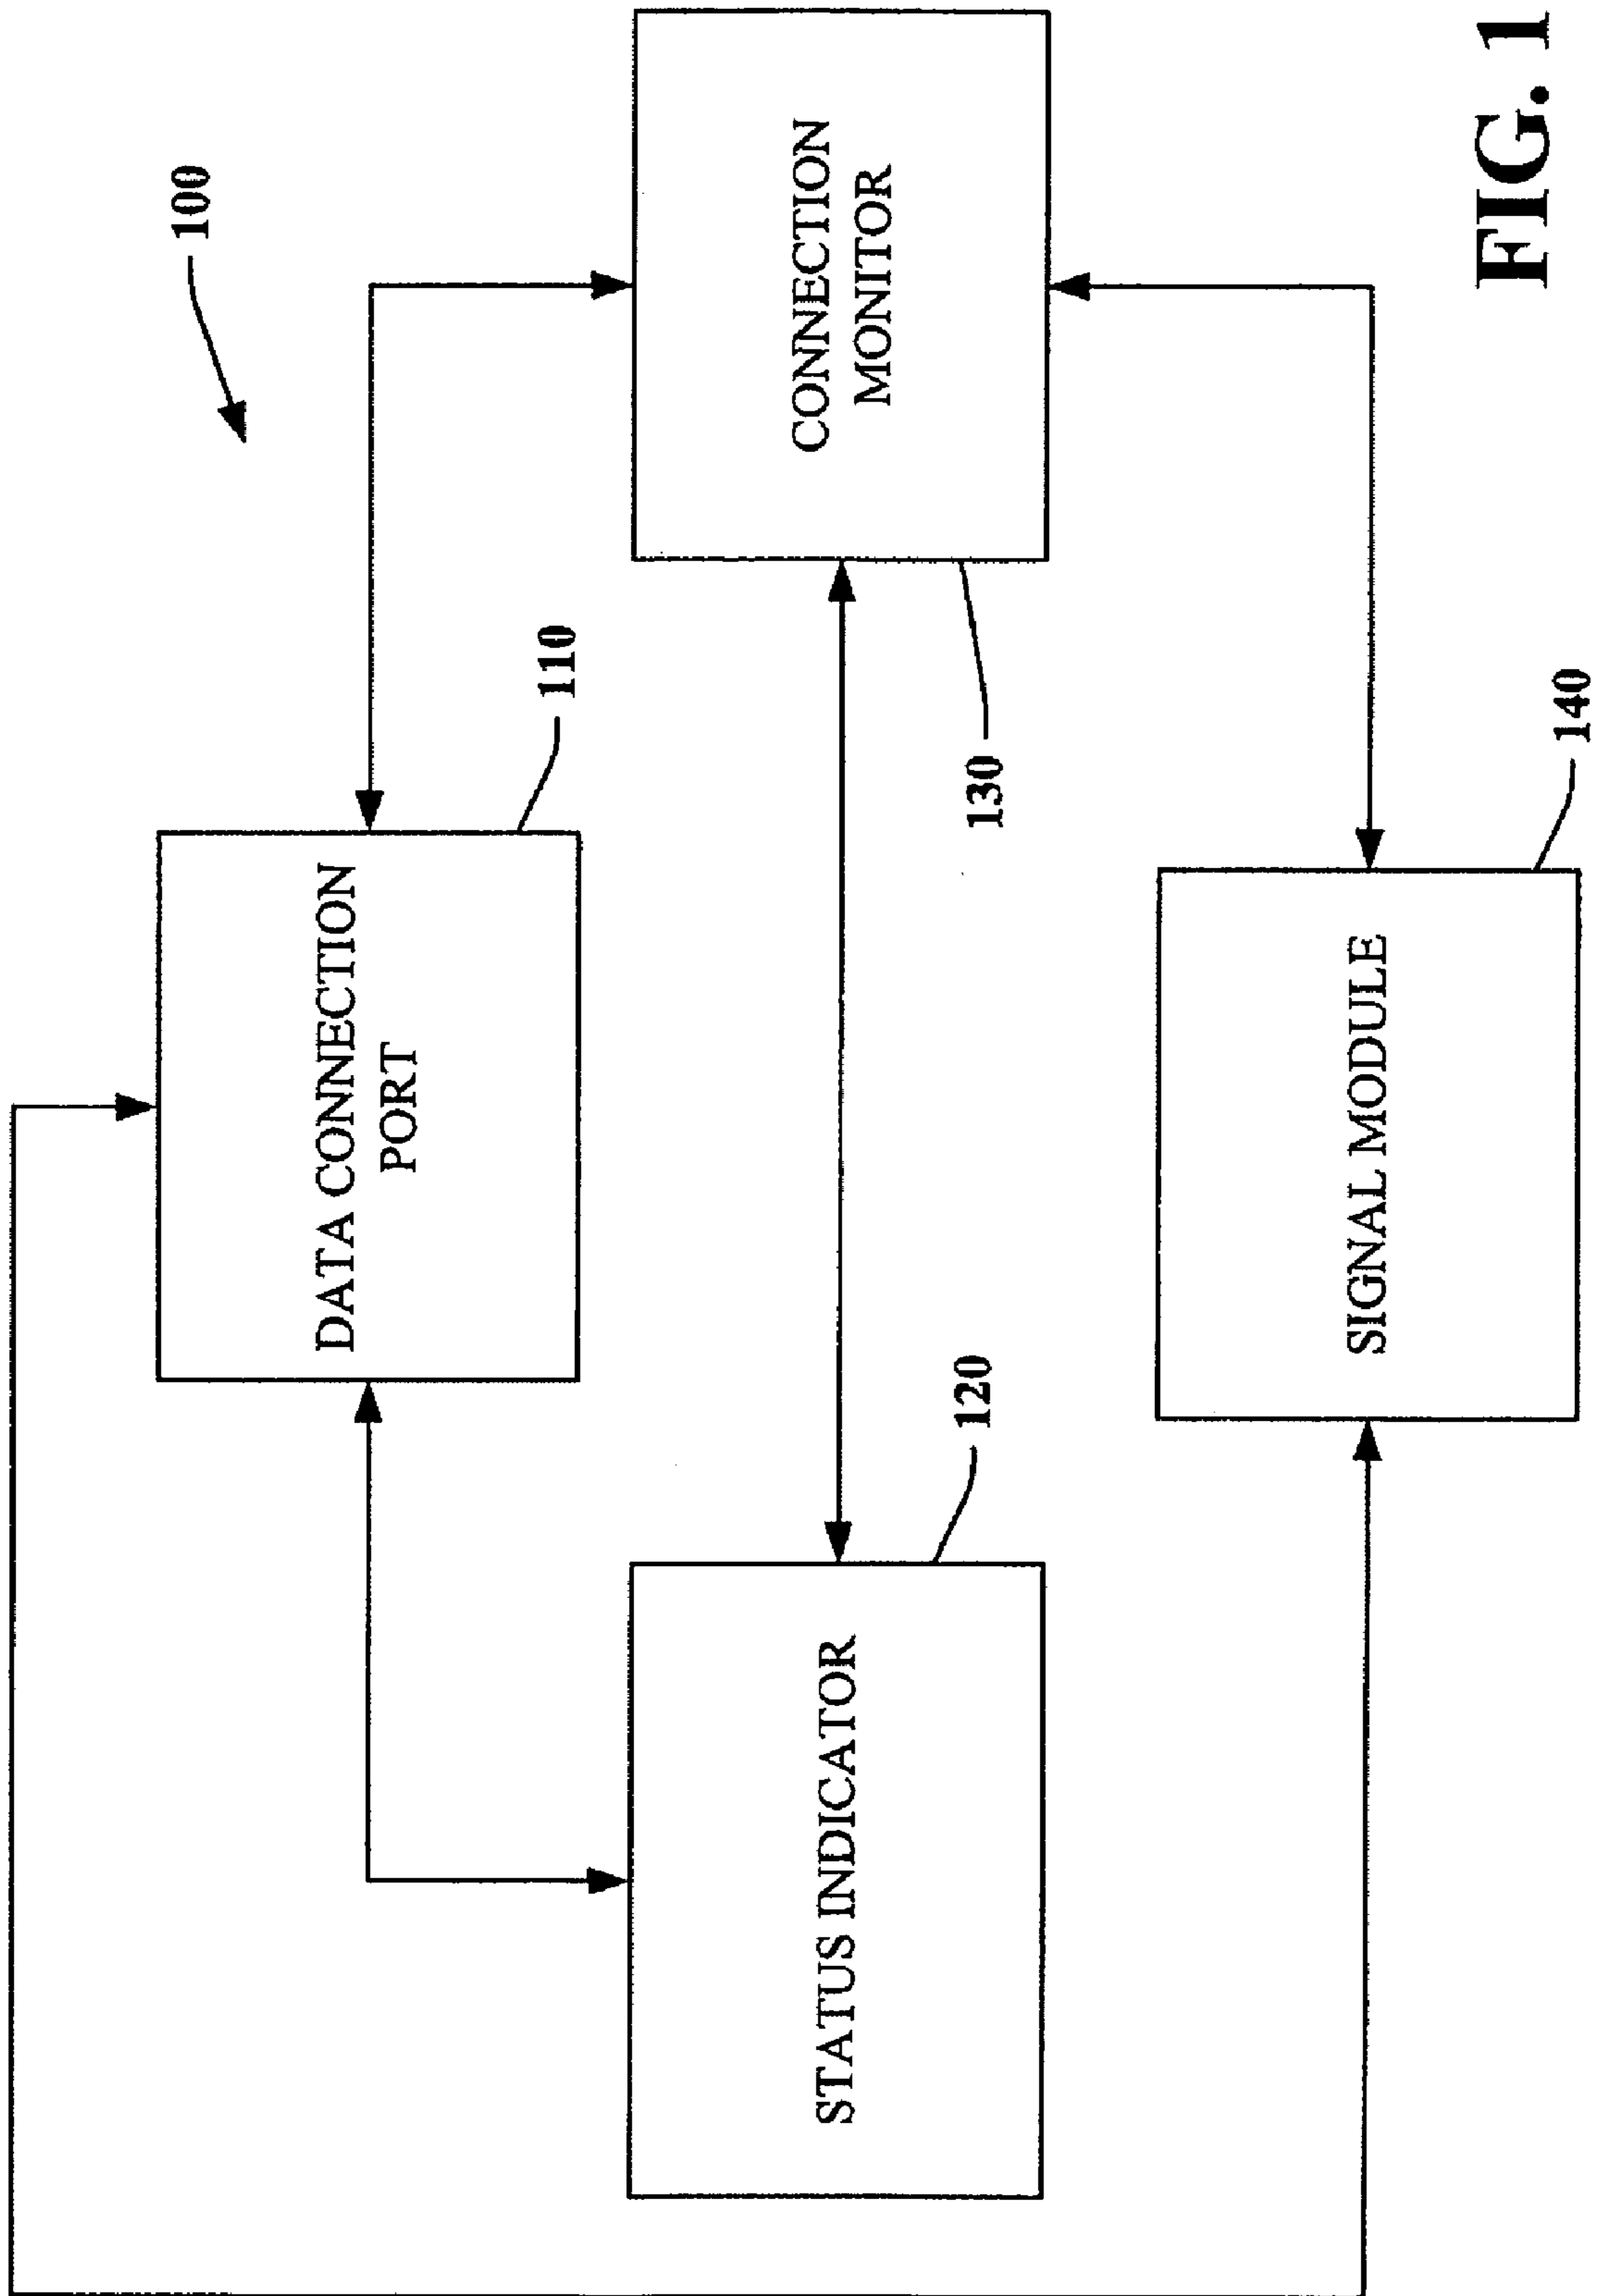 100
DATA CONNECTION
PORT
110
STATUS INDICATOR
120
CONNECTION
MONITOR
130
SIGNAL MODULE
140
FIG. 1